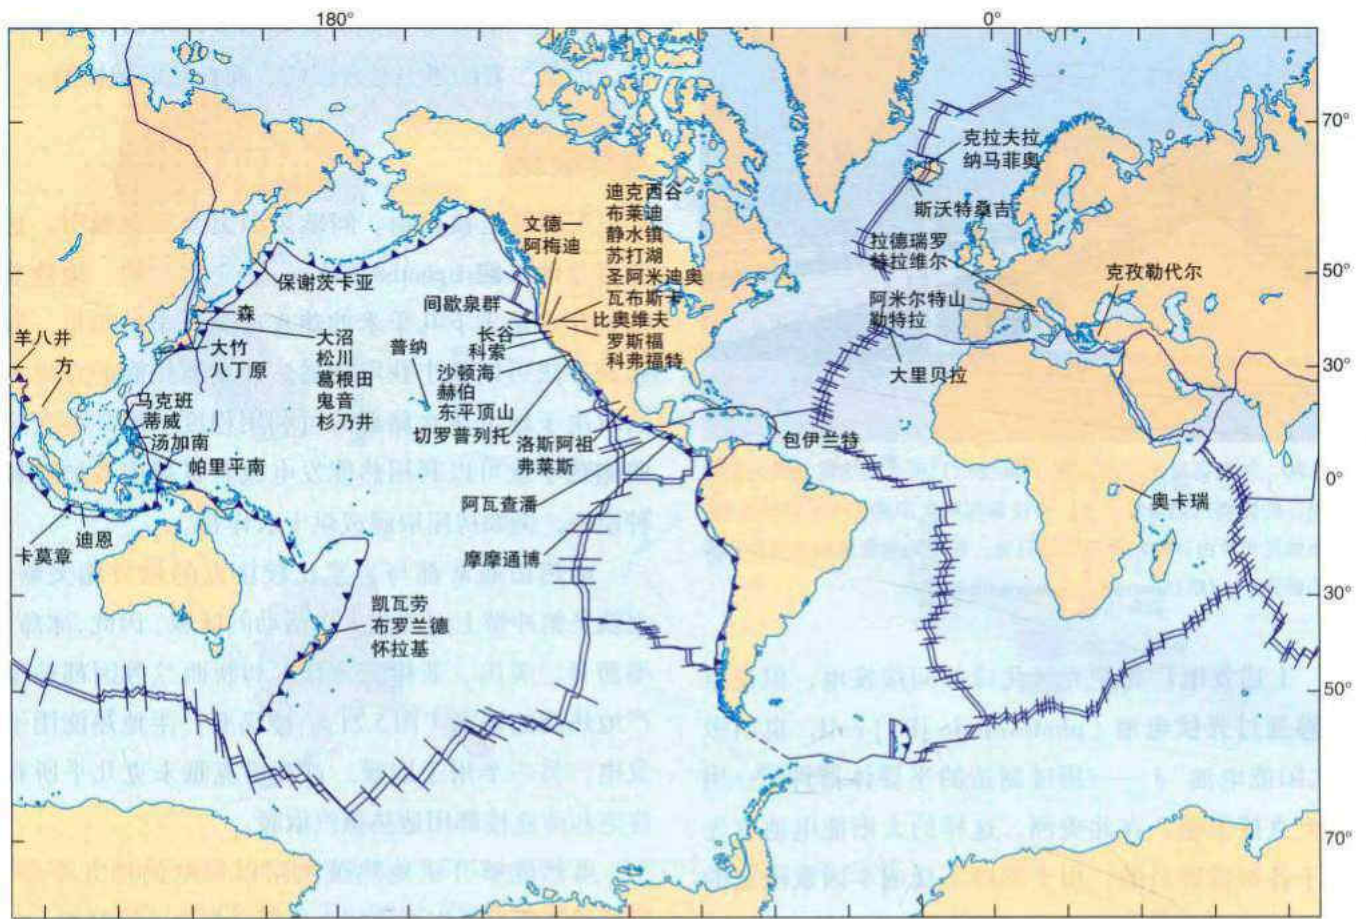 180°
0°
70°
50°
30°
0°
30°
50°
70°
克拉夫拉
纳马菲奥
斯沃特桑吉
迪克西谷
布莱迪
静水镇
苏打湖
圣阿米迪奥
瓦布斯卡
比奥维夫
罗斯福
科弗福特
文德一
阿梅迪
拉德瑞罗
特拉维尔
克孜勒代尔
阿米尔特山
勒特拉
大里贝拉
保谢茨卡亚
间歇泉群
森
长谷
科索
普纳
沙顿海
赫伯
东平顶山
切罗普列托
大沼
松川
葛根田
鬼音
杉乃井
大竹
八丁原
羊八井
方
马克班
蒂威
汤加南
帕里平南
洛斯阿祖
弗莱斯
包伊兰特
阿瓦查潘
奥卡瑞
卡莫章
迪恩
摩摩通博
凯瓦劳
布罗兰德
怀拉基